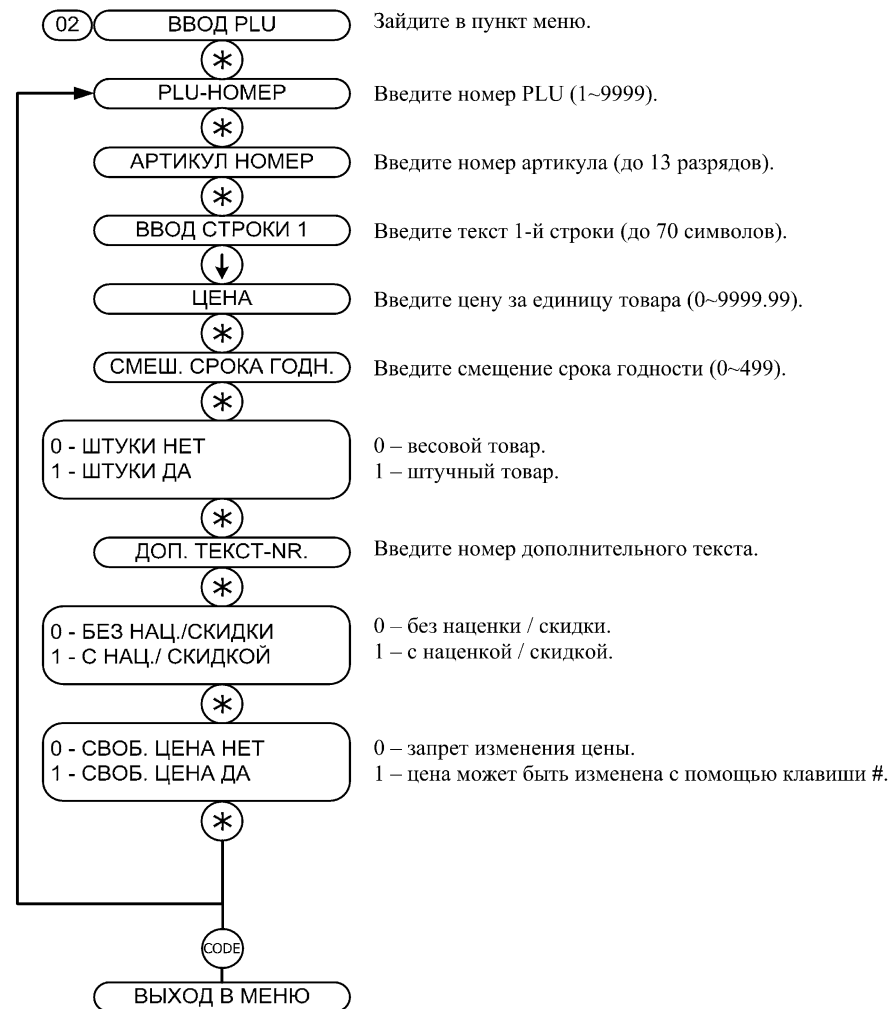 02 ВВОД PLU Зайдите в пункт меню.
*
PLU-НОМЕР Введите номер PLU (1~9999).
*
АРТИКУЛ НОМЕР Введите номер артикула (до 13 разрядов).
*
ВВОД СТРОКИ 1 Введите текст 1-й строки (до 70 символов).
↓
ЦЕНА Введите цену за единицу товара (0~9999.99).
*
СМЕШ. СРОКА ГОДН. Введите смещение срока годности (0~499).
*
0 - ШТУКИ НЕТ 0 – весовой товар.
1 - ШТУКИ ДА 1 – штучный товар.
*
ДОП. ТЕКСТ-NR. Введите номер дополнительного текста.
*
0 - БЕЗ НАЦ./СКИДКИ 0 – без наценки / скидки.
1 - С НАЦ./ СКИДКОЙ 1 – с наценкой / скидкой.
*
0 - СВОБ. ЦЕНА НЕТ 0 – запрет изменения цены.
1 - СВОБ. ЦЕНА ДА 1 – цена может быть изменена с помощью клавиши #.
*
CODE
ВЫХОД В МЕНЮ